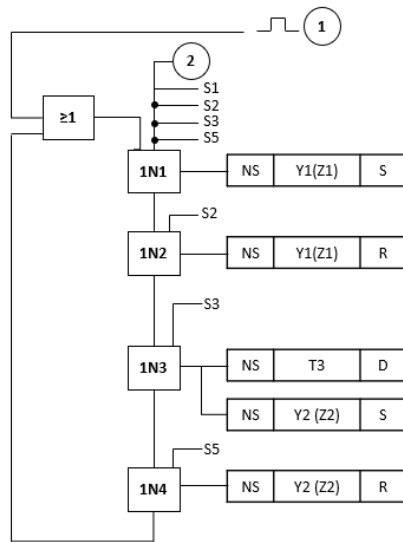 1
2
S1
S2
≥1
S3
S5
1N1
NS Y1(Z1) S
S2
1N2
NS Y1(Z1) R
S3
1N3
NS T3 D
NS Y2 (Z2) S
S5
1N4
NS Y2 (Z2) R